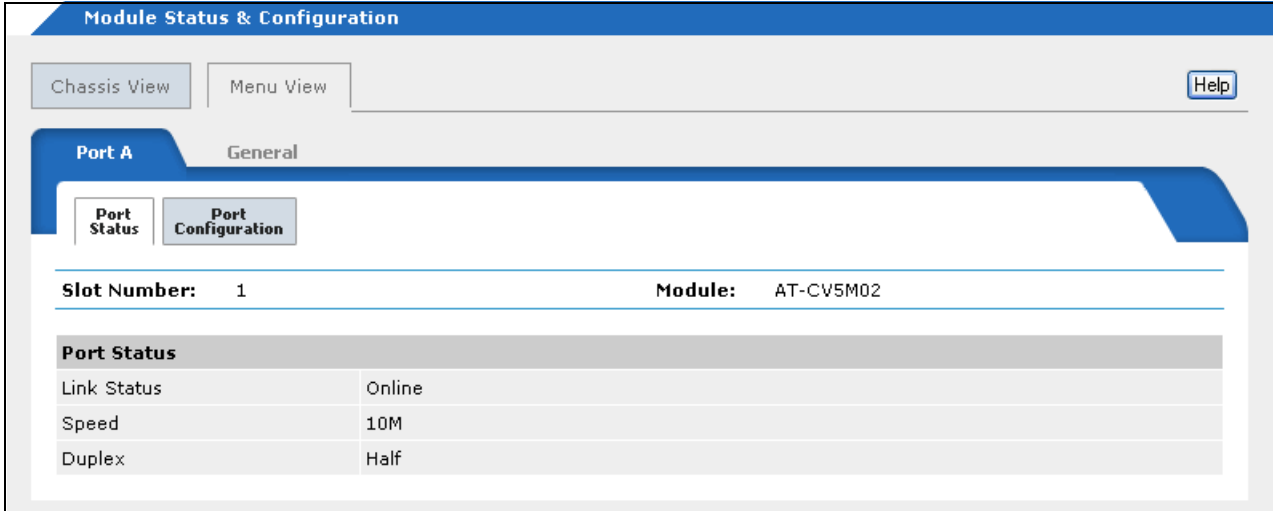 Module Status & Configuration
Chassis View Menu View Help
Port A General
Port Status Port Configuration
Slot Number: 1 Module: AT-CV5M02
Port Status
Link Status Online
Speed 10M
Duplex Half